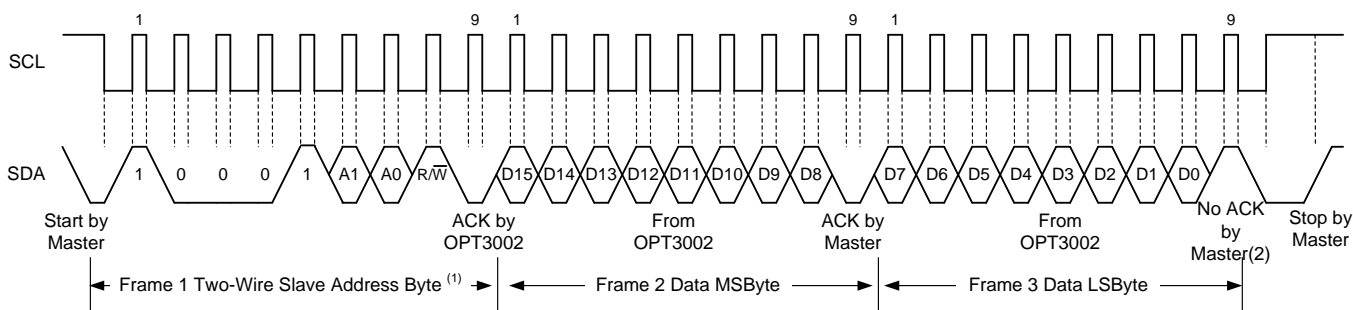 1 9 1 9 1 9
SCL
SDA 1 0 0 0 1 A1 A0 R/W̅ D15 D14 D13 D12 D11 D10 D9 D8 D7 D6 D5 D4 D3 D2 D1 D0
Start by
Master
ACK by
OPT3002
From
OPT3002
ACK by
Master
From
OPT3002
No ACK
by
Master(2)
Stop by
Master
Frame 1 Two-Wire Slave Address Byte (1)
Frame 2 Data MSByte
Frame 3 Data LSByte